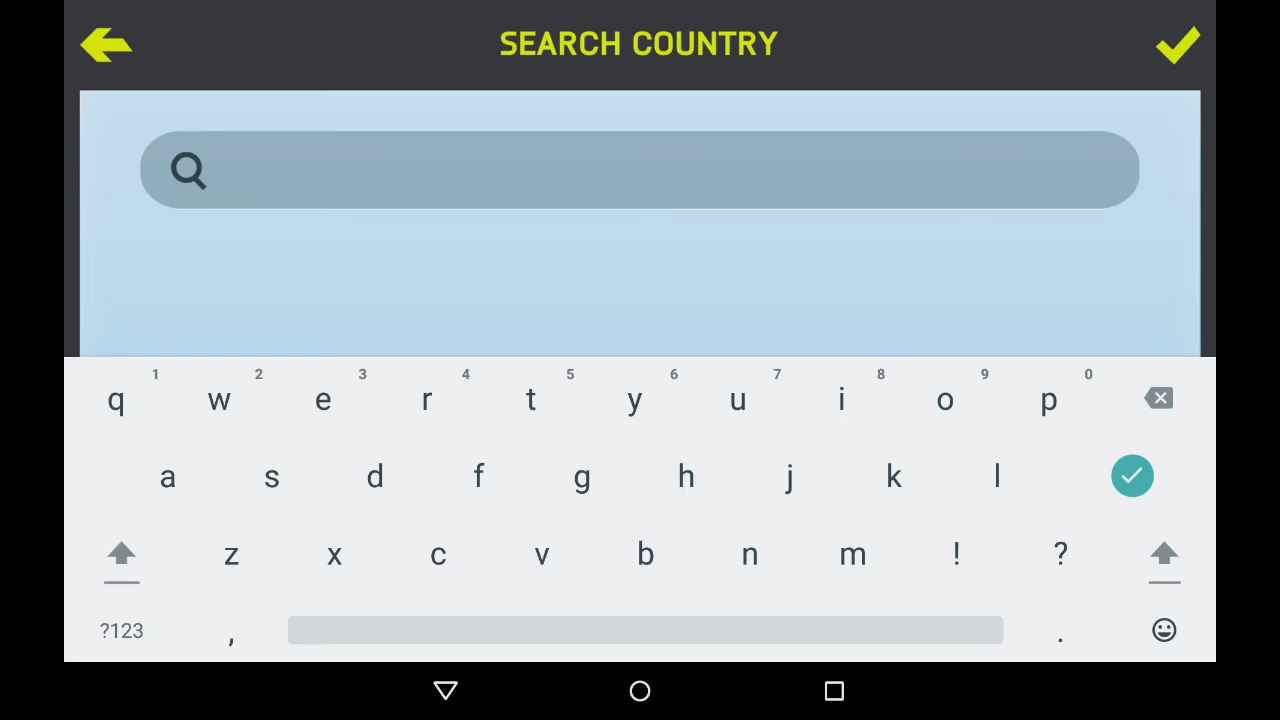 SEARCH COUNTRY
1 2 3 4 5 6 7 8 9 0
q w e r t y u i o p
a s d f g h j k l
z x c v b n m ! ?
?123 , .